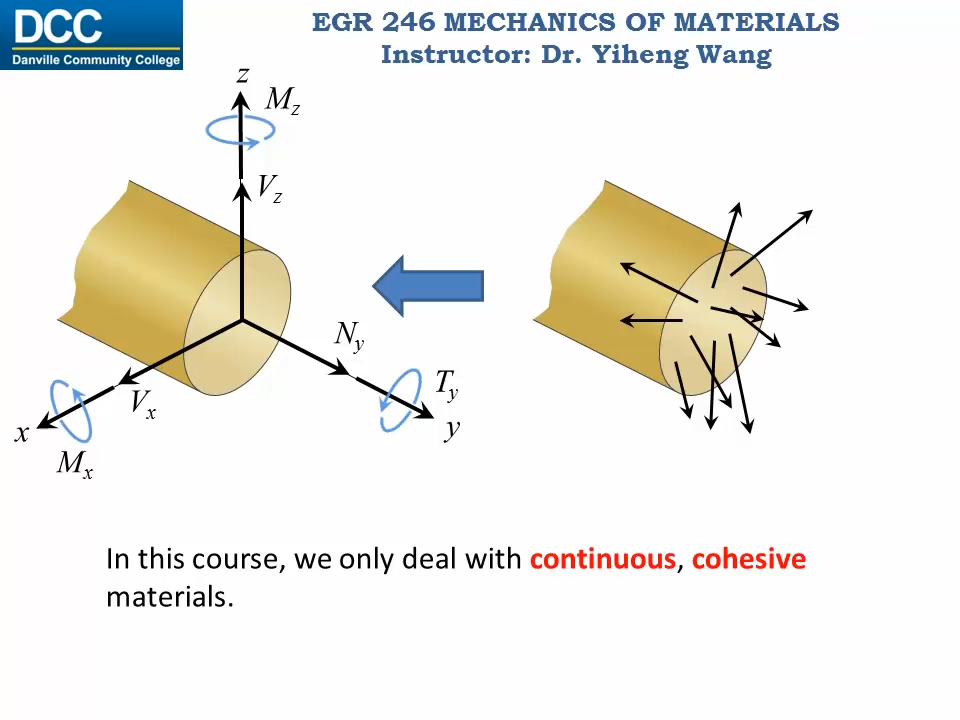 DCC
Danville Community College
EGR 246 MECHANICS OF MATERIALS
Instructor: Dr. Yiheng Wang
z
Mz
Vz
Ny
Ty
y
Vx
x
Mx
In this course, we only deal with continuous, cohesive
materials.